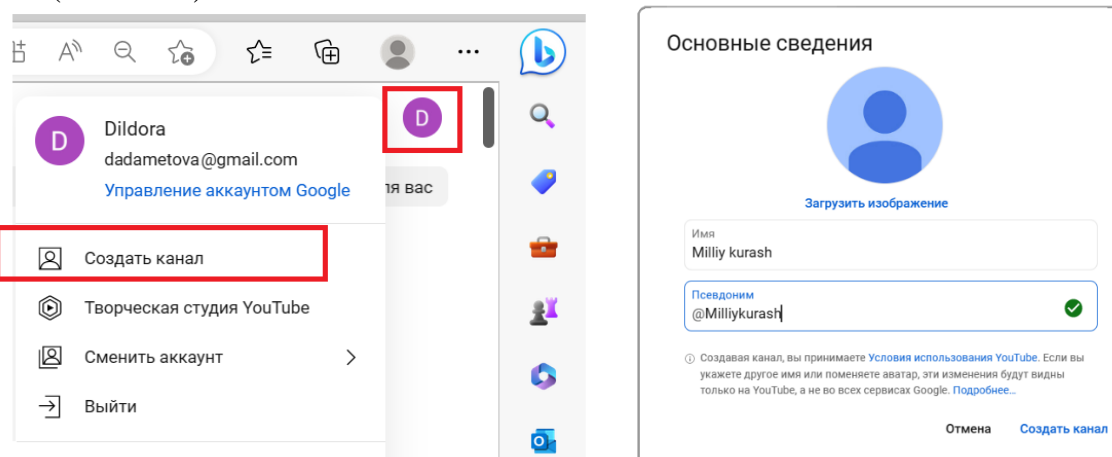 D
D
Dildora
dadametova@gmail.com
Управление аккаунтом Google
ля вас
Создать канал
Творческая студия YouTube
Сменить аккаунт
Выйти
Основные сведения
Загрузить изображение
Имя
Milliy kurash
Псевдоним
@Milliykurash
Создавая канал, вы принимаете Условия использования YouTube. Если вы
укажете другое имя или поменяете аватар, эти изменения будут видны
только на YouTube, а не во всех сервисах Google. Подробнее…
Отмена Создать канал